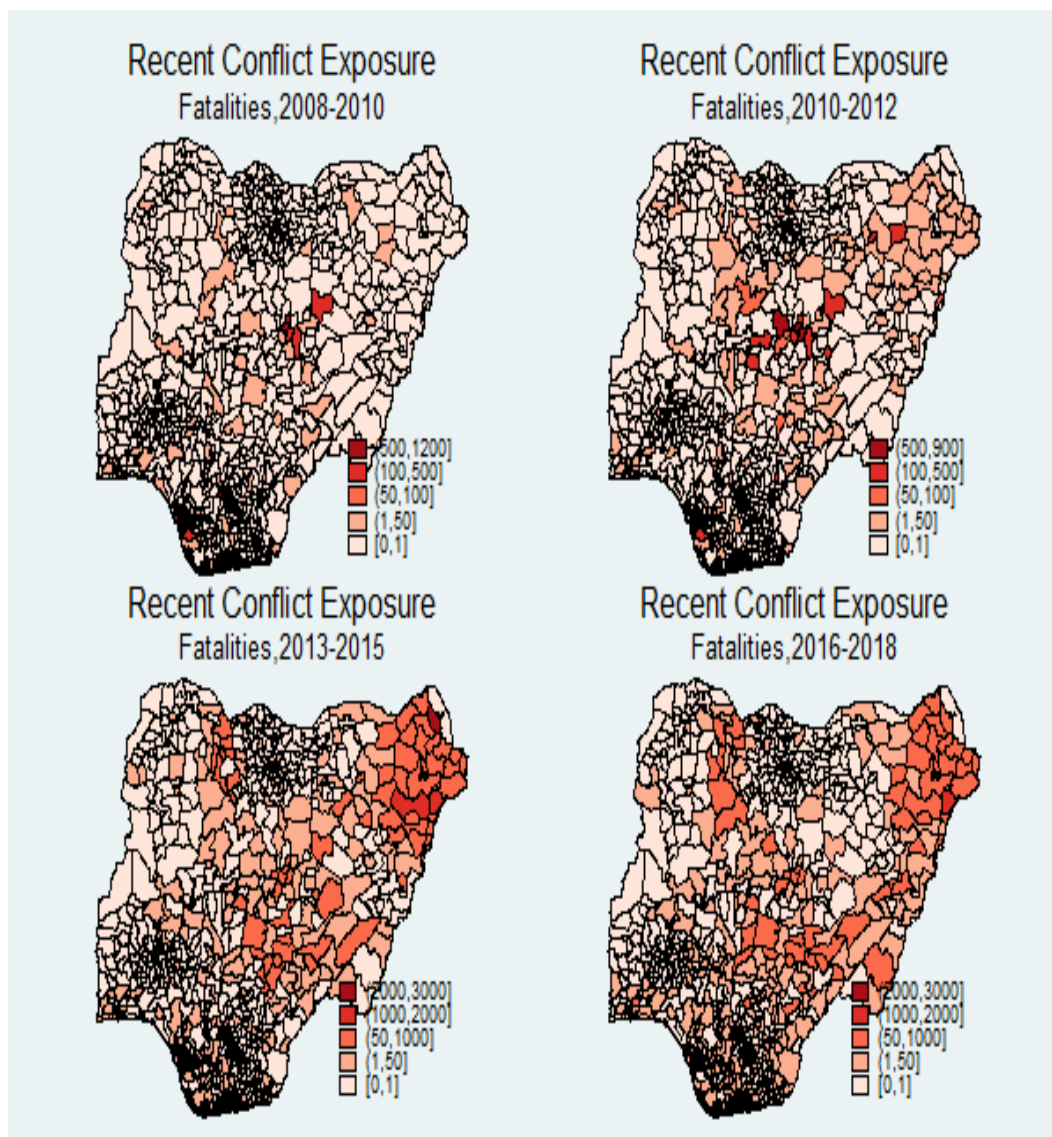 Recent Conflict Exposure
Fatalities,2008-2010
(500,1200]
(100,500]
(50,100]
(1,50]
[0,1]
Recent Conflict Exposure
Fatalities,2010-2012
(500,900]
(100,500]
(50,100]
(1,50]
[0,1]
Recent Conflict Exposure
Fatalities,2013-2015
(2000,3000]
(1000,2000]
(50,1000]
(1,50]
[0,1]
Recent Conflict Exposure
Fatalities,2016-2018
(2000,3000]
(1000,2000]
(50,1000]
(1,50]
[0,1]